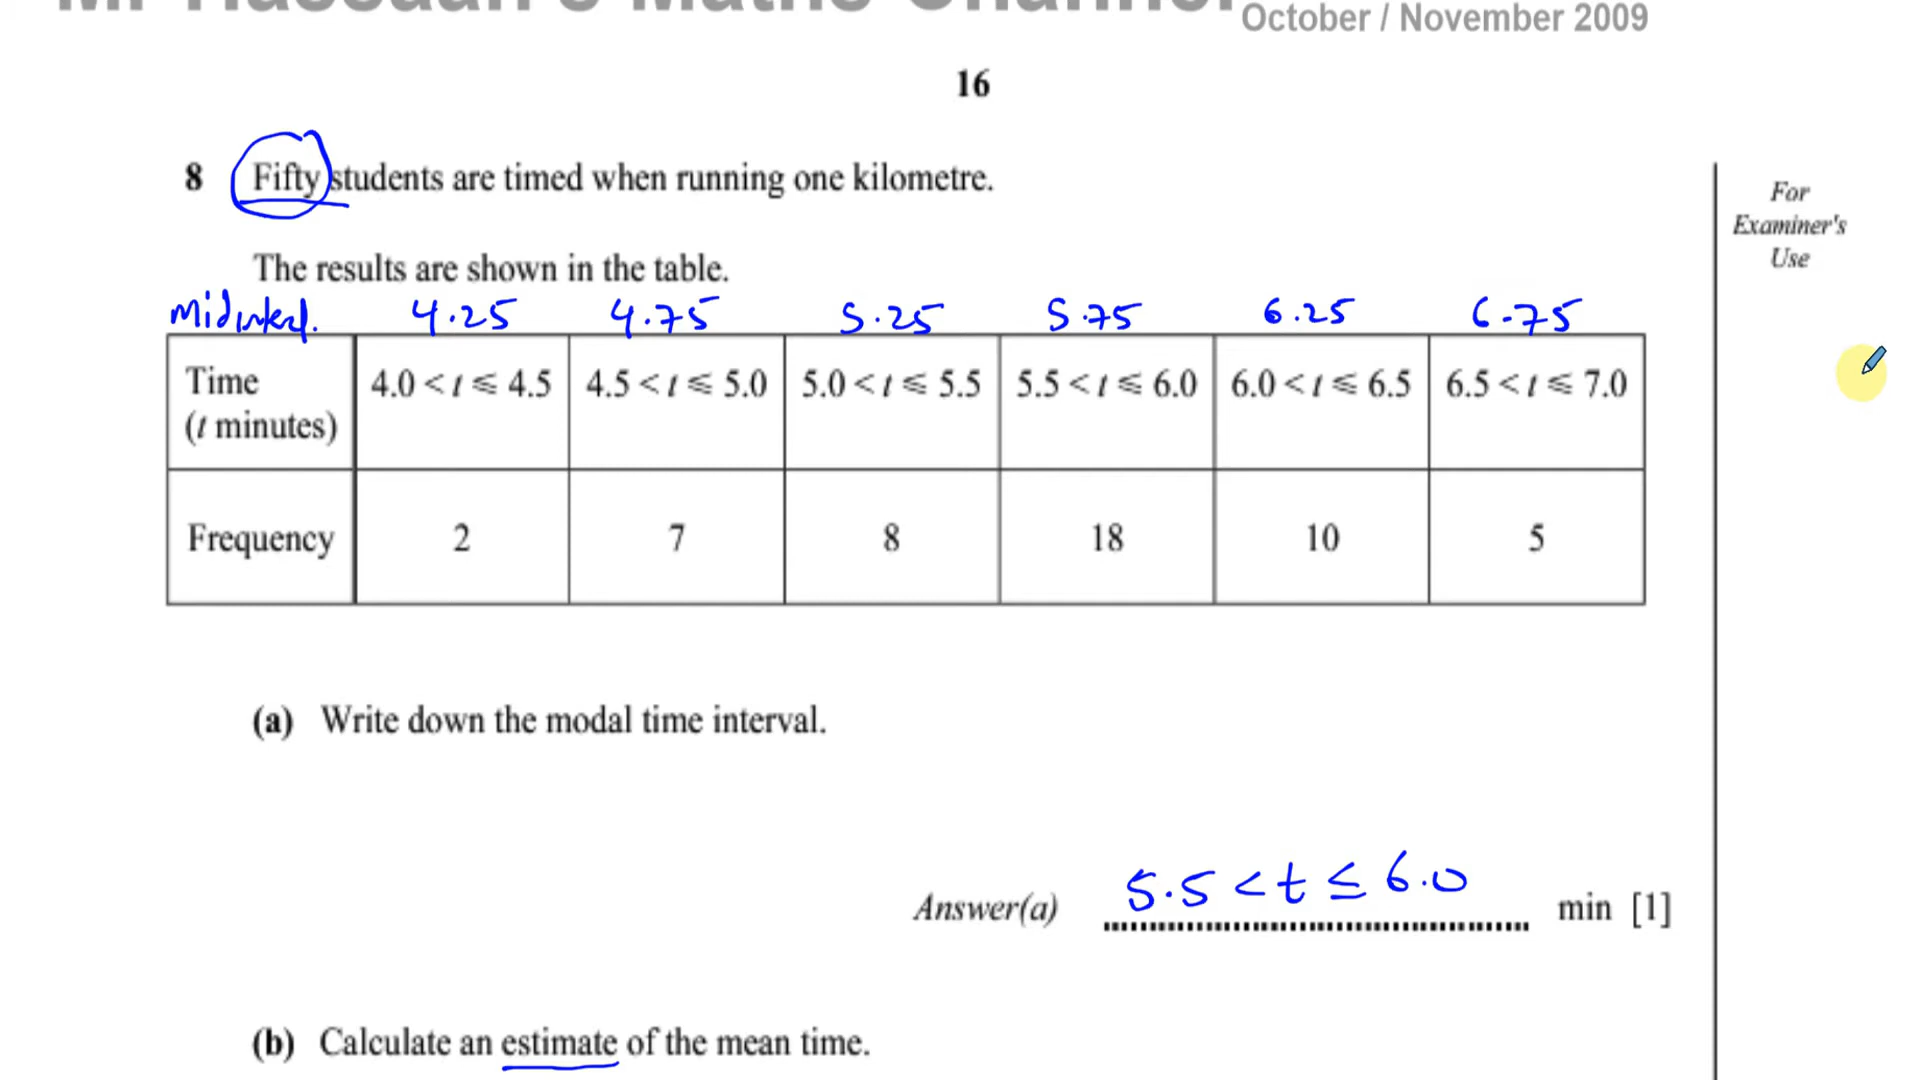 October / November 2009
16
8 Fifty students are timed when running one kilometre.
For
Examiner's
Use
The results are shown in the table.
4.25 4.75 5.25 5.75 6.25 6.75
Time
(t minutes) 4.0 < t ⩽ 4.5 4.5 < t ⩽ 5.0 5.0 < t ⩽ 5.5 5.5 < t ⩽ 6.0 6.0 < t ⩽ 6.5 6.5 < t ⩽ 7.0
Frequency 2 7 8 18 10 5
(a) Write down the modal time interval.
Answer(a) 5.5 < t ≤ 6.0 min [1]
(b) Calculate an estimate of the mean time.